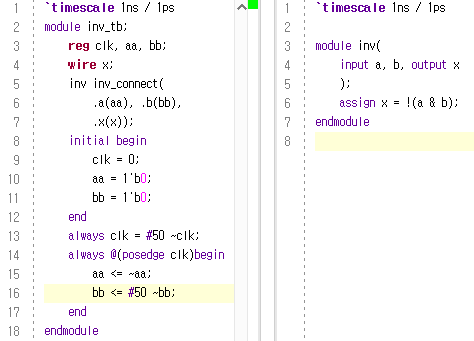 1 `timescale 1ns / 1ps
2 module inv_tb;
3 reg clk, aa, bb;
4 wire x;
5 inv inv_connect(
6 .a(aa), .b(bb),
7 .x(x));
8 initial begin
9 clk = 0;
10 aa = 1'b0;
11 bb = 1'b0;
12 end
13 always clk = #50 ~clk;
14 always @(posedge clk)begin
15 aa <= ~aa;
16 bb <= #50 ~bb;
17 end
18 endmodule
1 `timescale 1ns / 1ps
2
3 module inv(
4 input a, b, output x
5 );
6 assign x = !(a & b);
7 endmodule
8